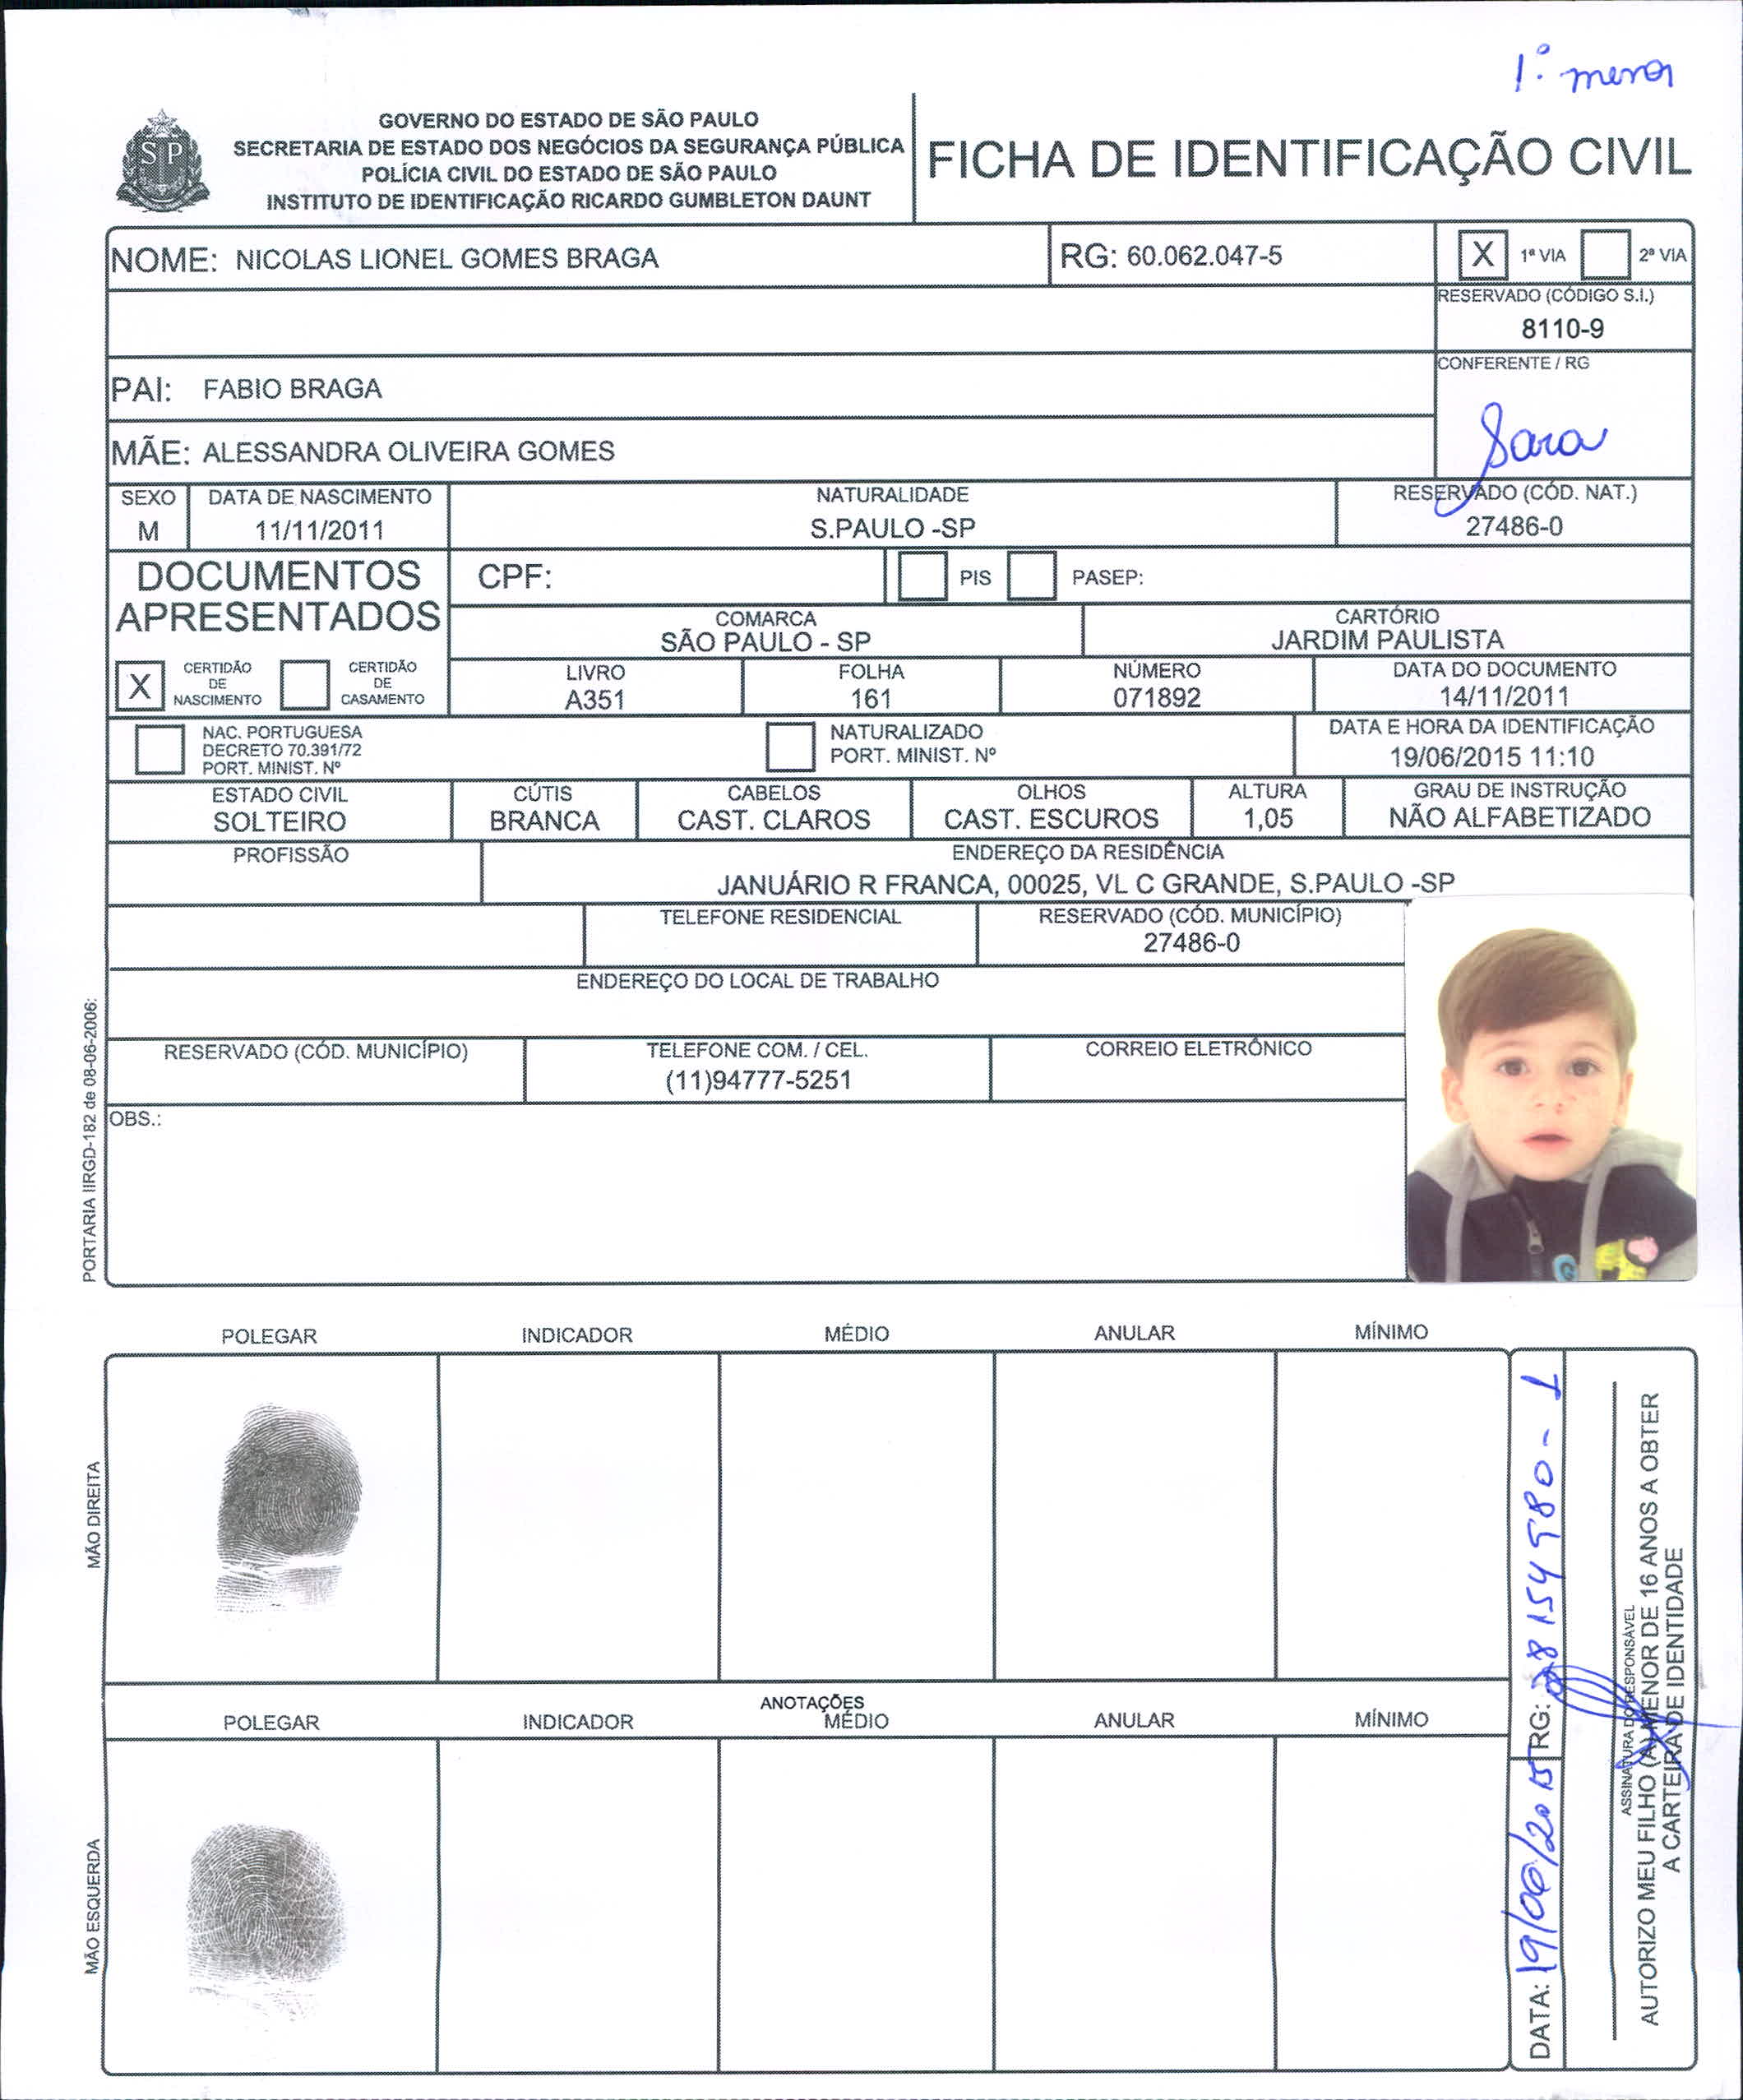 1º menor
GOVERNO DO ESTADO DE SÃO PAULO
SECRETARIA DE ESTADO DOS NEGÓCIOS DA SEGURANÇA PÚBLICA
POLÍCIA CIVIL DO ESTADO DE SÃO PAULO
INSTITUTO DE IDENTIFICAÇÃO RICARDO GUMBLETON DAUNT
SP
FICHA DE IDENTIFICAÇÃO CIVIL
NOME: NICOLAS LIONEL GOMES BRAGA
RG: 60.062.047-5
X 1ª VIA 2ª VIA
RESERVADO (CÓDIGO S.I.)
8110-9
PAI: FABIO BRAGA
CONFERENTE / RG
Sara
MÃE: ALESSANDRA OLIVEIRA GOMES
SEXO DATA DE NASCIMENTO NATURALIDADE RESERVADO (CÓD. NAT.)
M 11/11/2011 S.PAULO -SP 27486-0
DOCUMENTOS
APRESENTADOS
CPF: PIS PASEP:
COMARCA CARTÓRIO
SÃO PAULO - SP JARDIM PAULISTA
X CERTIDÃO DE NASCIMENTO CERTIDÃO DE CASAMENTO
LIVRO FOLHA NÚMERO DATA DO DOCUMENTO
A351 161 071892 14/11/2011
NAC. PORTUGUESA
DECRETO 70.391/72
PORT. MINIST. Nº
NATURALIZADO
PORT. MINIST. Nº
DATA E HORA DA IDENTIFICAÇÃO
19/06/2015 11:10
ESTADO CIVIL CÚTIS CABELOS OLHOS ALTURA GRAU DE INSTRUÇÃO
SOLTEIRO BRANCA CAST. CLAROS CAST. ESCUROS 1,05 NÃO ALFABETIZADO
PROFISSÃO ENDEREÇO DA RESIDÊNCIA
JANUÁRIO R FRANCA, 00025, VL C GRANDE, S.PAULO -SP
TELEFONE RESIDENCIAL RESERVADO (CÓD. MUNICÍPIO)
27486-0
ENDEREÇO DO LOCAL DE TRABALHO
RESERVADO (CÓD. MUNICÍPIO) TELEFONE COM. / CEL. CORREIO ELETRÔNICO
(11)94777-5251
OBS.:
PORTARIA IIRGD-182 de 08-06-2006:
POLEGAR INDICADOR MÉDIO ANULAR MÍNIMO
MÃO DIREITA
ANOTAÇÕES
POLEGAR INDICADOR MÉDIO ANULAR MÍNIMO
MÃO ESQUERDA
DATA: 19/06/2015 RG:
ASSINATURA DO RESPONSÁVEL
AUTORIZO MEU FILHO (A) MENOR DE 16 ANOS A OBTER
A CARTEIRA DE IDENTIDADE